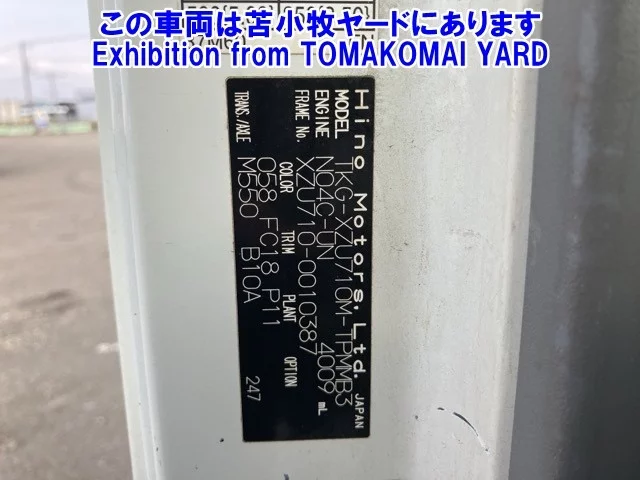 この車両は苫小牧ヤードにあります
Exhibition from TOMAKOMAI YARD
Hino Motors, Ltd. JAPAN
MODEL TKG-XZU710M-TPMMB3
ENGINE N04C-UN 4009 mL
FRAME No. XZU710-0010387
COLOR TRIM PLANT OPTION
058 FC18 P11
TRANS./AXLE M550 B10A
247